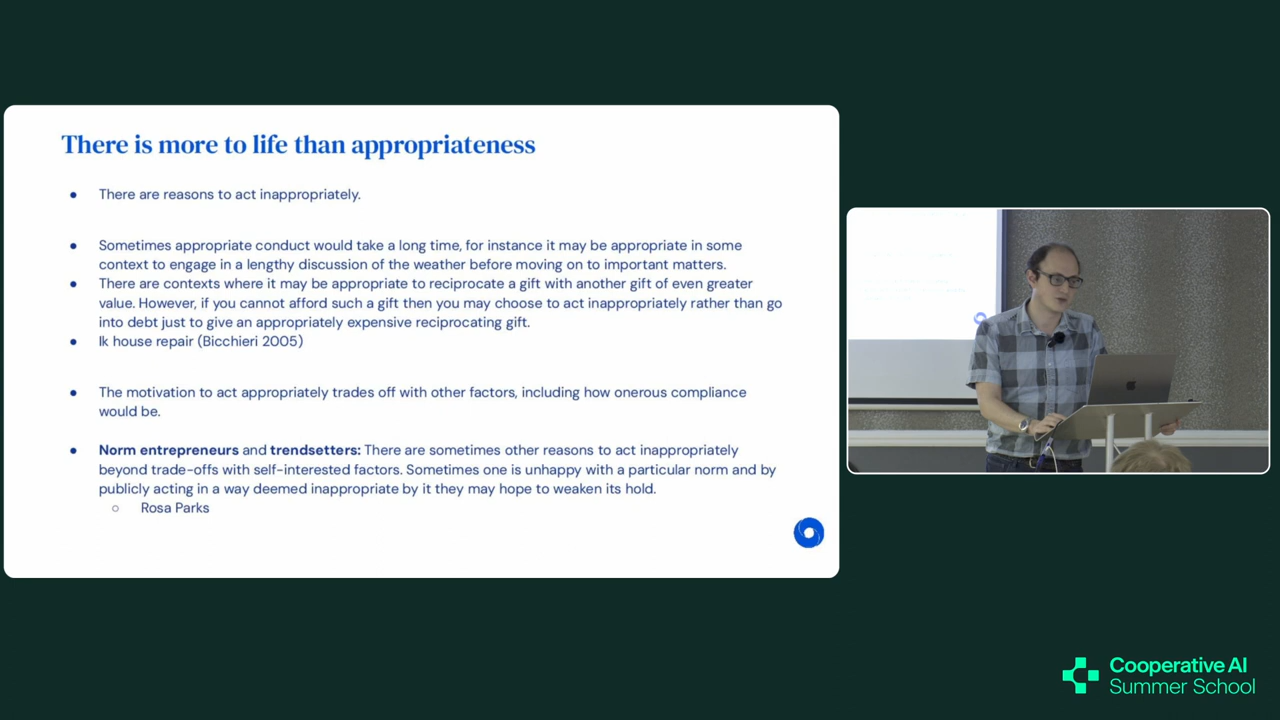 There is more to life than appropriateness
● There are reasons to act inappropriately.
● Sometimes appropriate conduct would take a long time, for instance it may be appropriate in some
context to engage in a lengthy discussion of the weather before moving on to important matters.
● There are contexts where it may be appropriate to reciprocate a gift with another gift of even greater
value. However, if you cannot afford such a gift then you may choose to act inappropriately rather than go
into debt just to give an appropriately expensive reciprocating gift.
● Ik house repair (Bicchieri 2005)
● The motivation to act appropriately trades off with other factors, including how onerous compliance
would be.
● Norm entrepreneurs and trendsetters: There are sometimes other reasons to act inappropriately
beyond trade-offs with self-interested factors. Sometimes one is unhappy with a particular norm and by
publicly acting in a way deemed inappropriate by it they may hope to weaken its hold.
○ Rosa Parks
Cooperative AI
Summer School